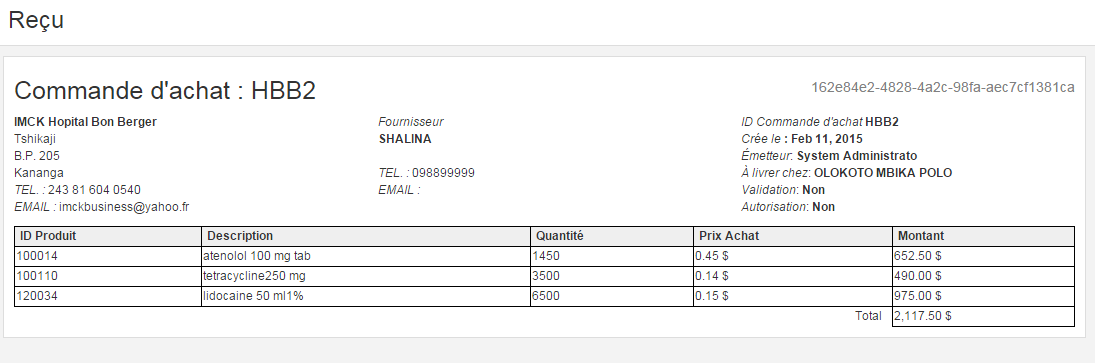 Reçu
Commande d'achat : HBB2
162e84e2-4828-4a2c-98fa-aec7cf1381ca
IMCK Hopital Bon Berger
Tshikaji
B.P. 205
Kananga
TEL. : 243 81 604 0540
EMAIL : imckbusiness@yahoo.fr
Fournisseur
SHALINA
TEL. : 098899999
EMAIL :
ID Commande d'achat HBB2
Crée le : Feb 11, 2015
Émetteur: System Administrato
À livrer chez: OLOKOTO MBIKA POLO
Validation: Non
Autorisation: Non
ID Produit Description Quantité Prix Achat Montant
100014 atenolol 100 mg tab 1450 0.45 $ 652.50 $
100110 tetracycline250 mg 3500 0.14 $ 490.00 $
120034 lidocaine 50 ml1% 6500 0.15 $ 975.00 $
Total 2,117.50 $